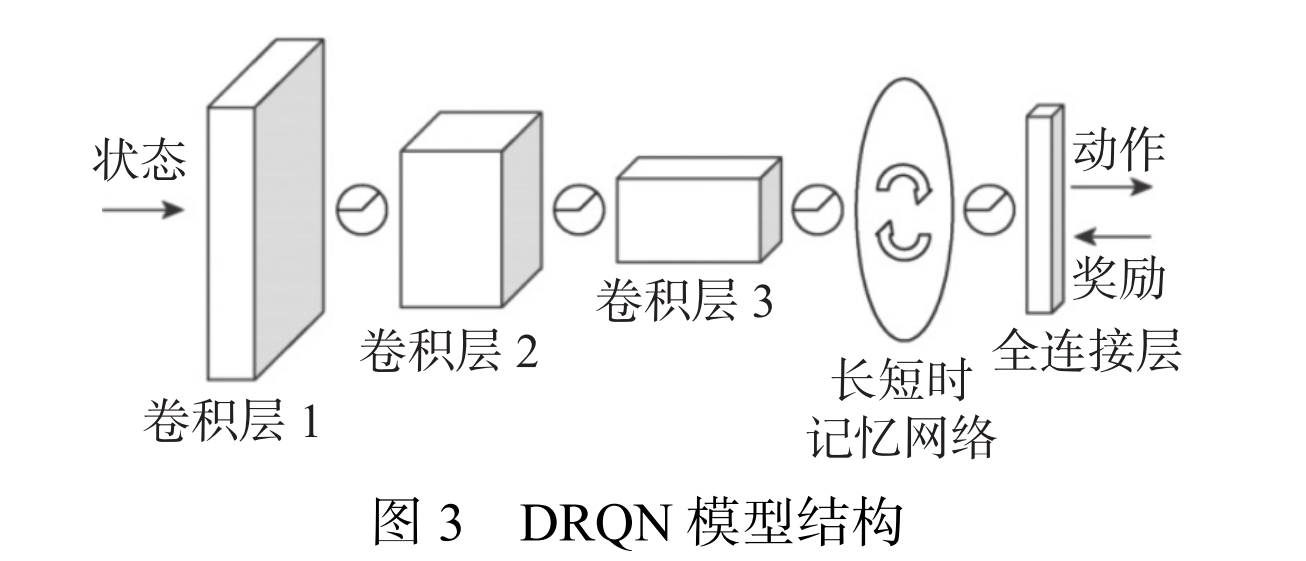 状态
卷积层 1
卷积层 2
卷积层 3
长短时
记忆网络
动作
奖励
全连接层
图 3 DRQN 模型结构